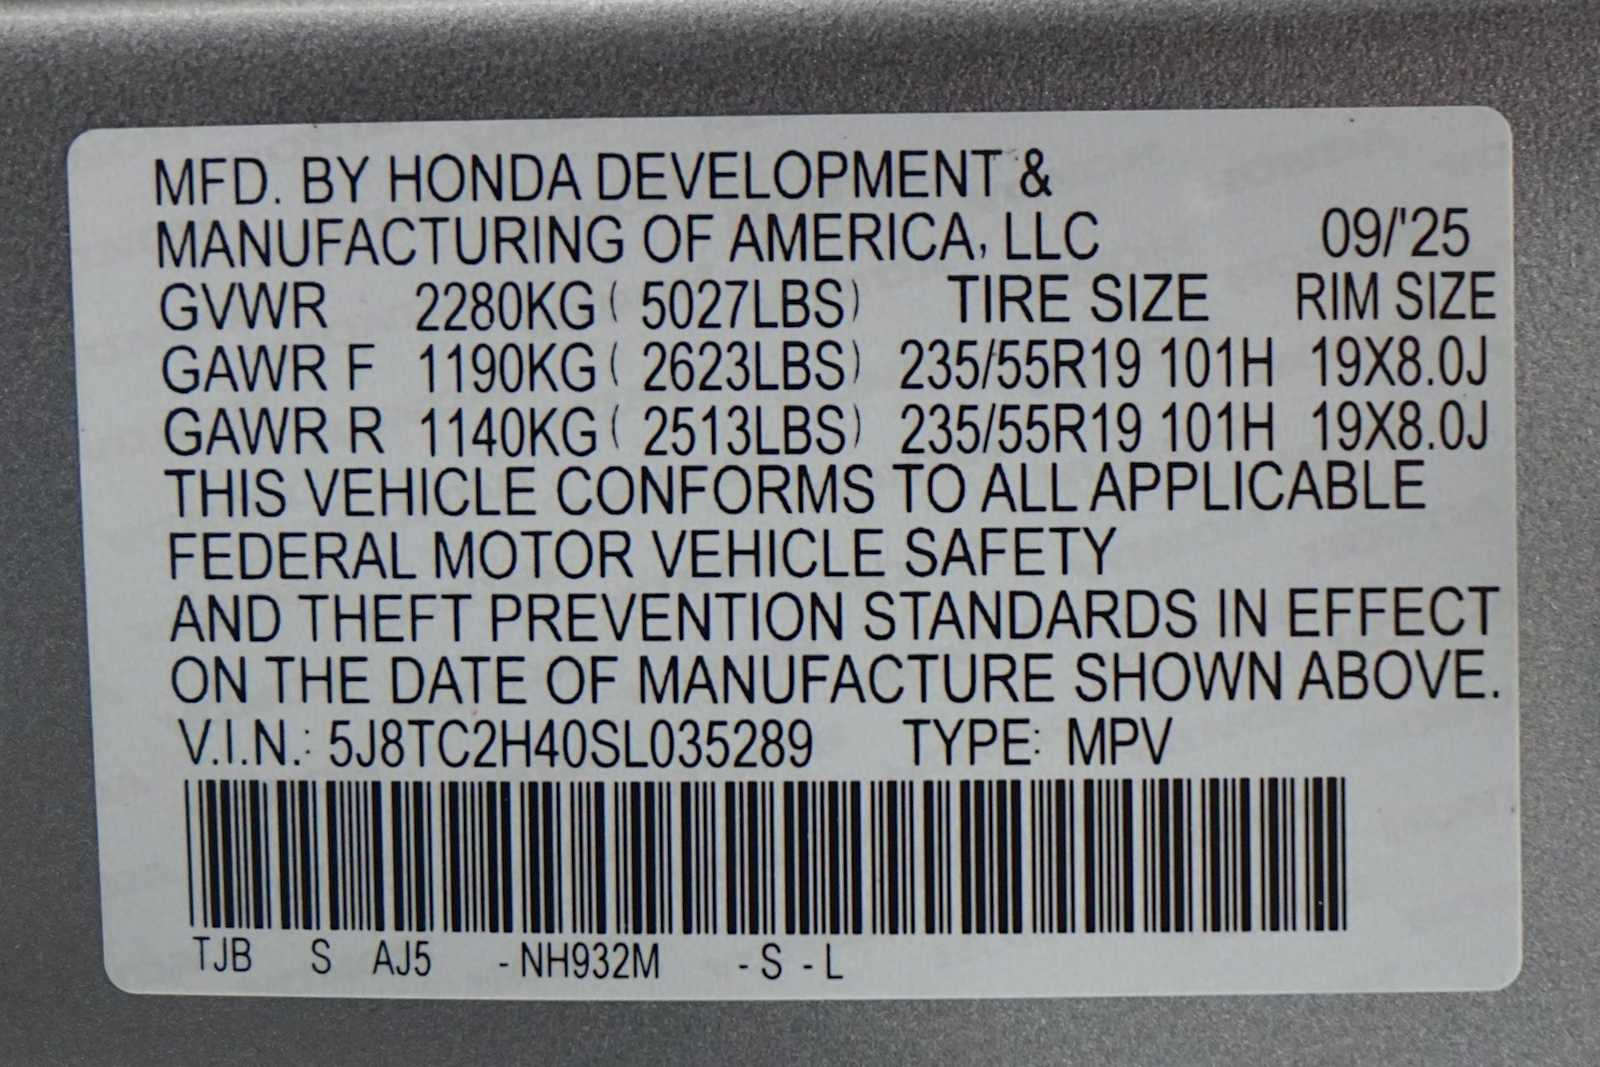 MFD. BY HONDA DEVELOPMENT &
MANUFACTURING OF AMERICA, LLC 09/'25
GVWR 2280KG ( 5027LBS) TIRE SIZE RIM SIZE
GAWR F 1190KG ( 2623LBS) 235/55R19 101H 19X8.0J
GAWR R 1140KG ( 2513LBS) 235/55R19 101H 19X8.0J
THIS VEHICLE CONFORMS TO ALL APPLICABLE
FEDERAL MOTOR VEHICLE SAFETY
AND THEFT PREVENTION STANDARDS IN EFFECT
ON THE DATE OF MANUFACTURE SHOWN ABOVE.
V.I.N.: 5J8TC2H40SL035289 TYPE: MPV
TJB S AJ5 - NH932M - S - L